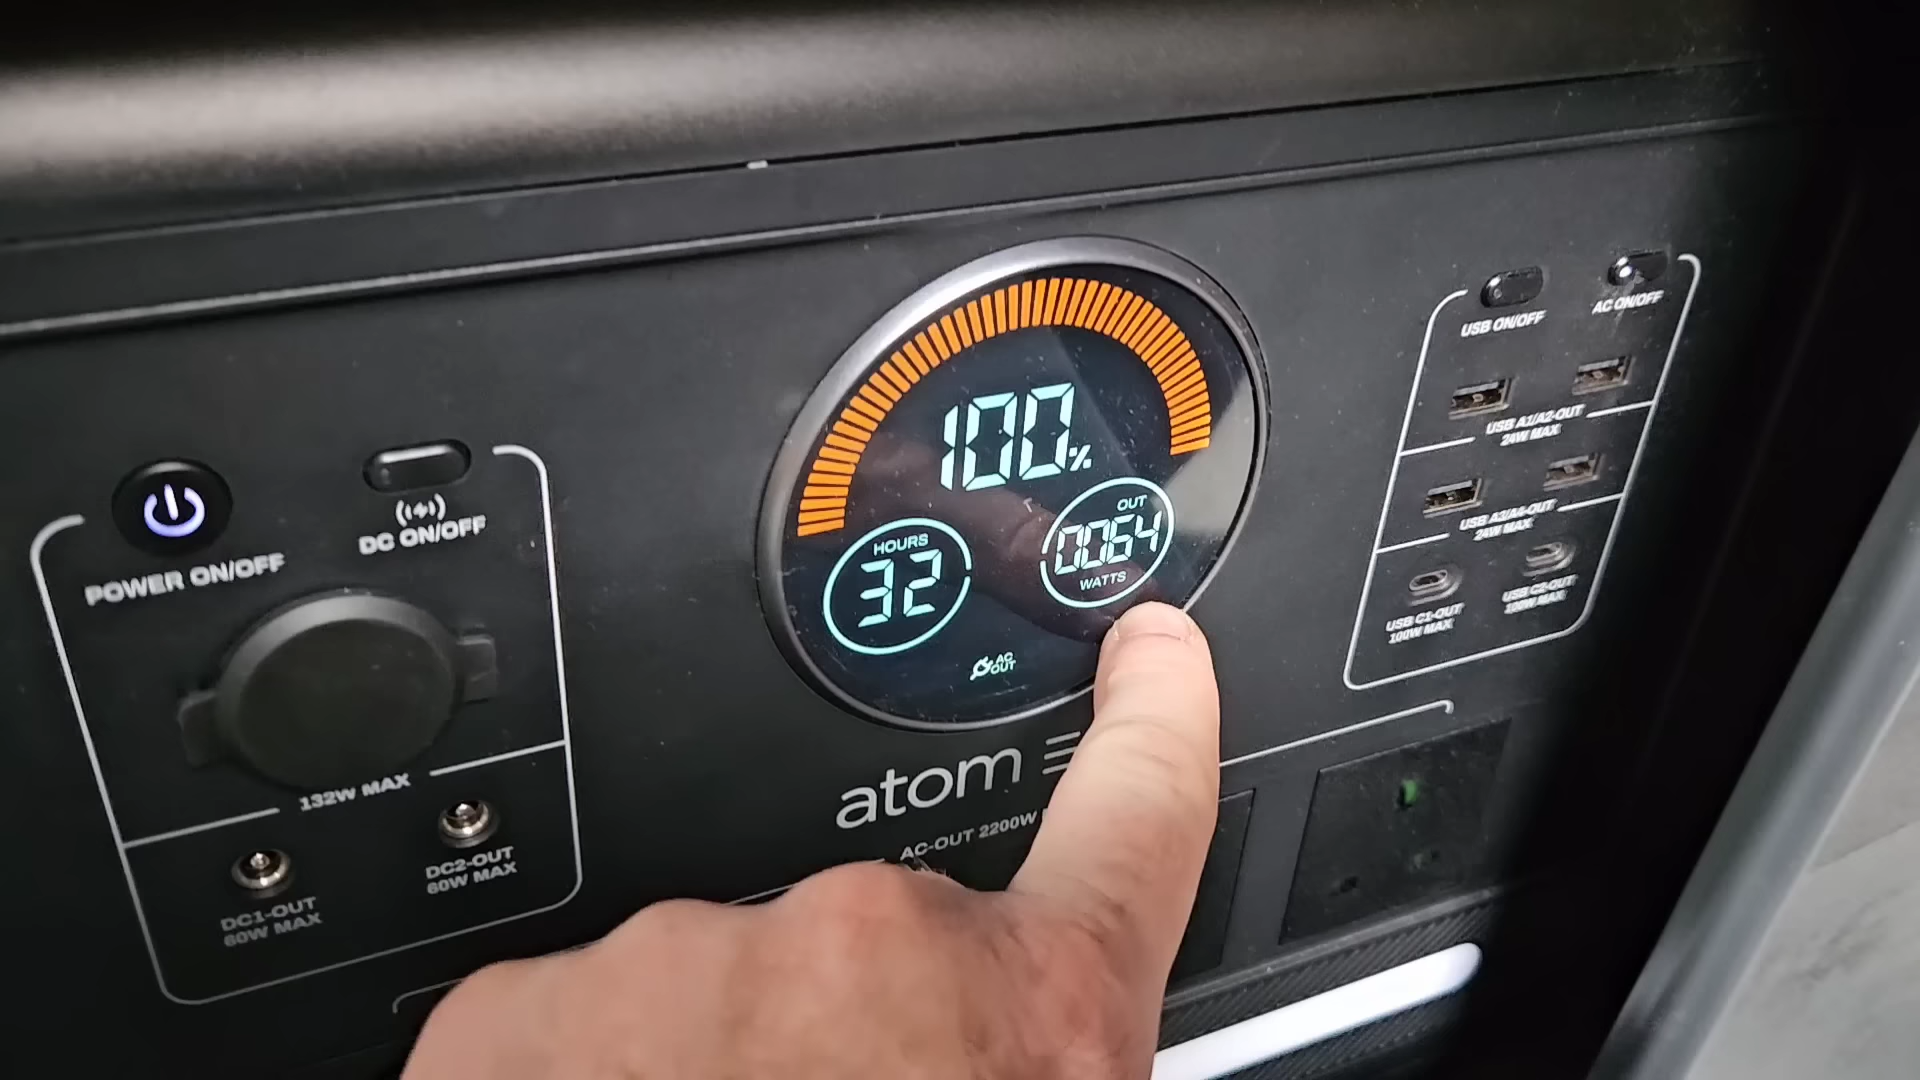 POWER ON/OFF
DC ON/OFF
132W MAX
DC1-OUT
60W MAX
DC2-OUT
60W MAX
100%
HOURS
32
OUT
0064
WATTS
AC
OUT
atom
AC-OUT 2200W
USB ON/OFF
AC ON/OFF
USB A1/A2-OUT
24W MAX
USB A3/A4-OUT
24W MAX
USB C1-OUT
100W MAX
USB C2-OUT
100W MAX